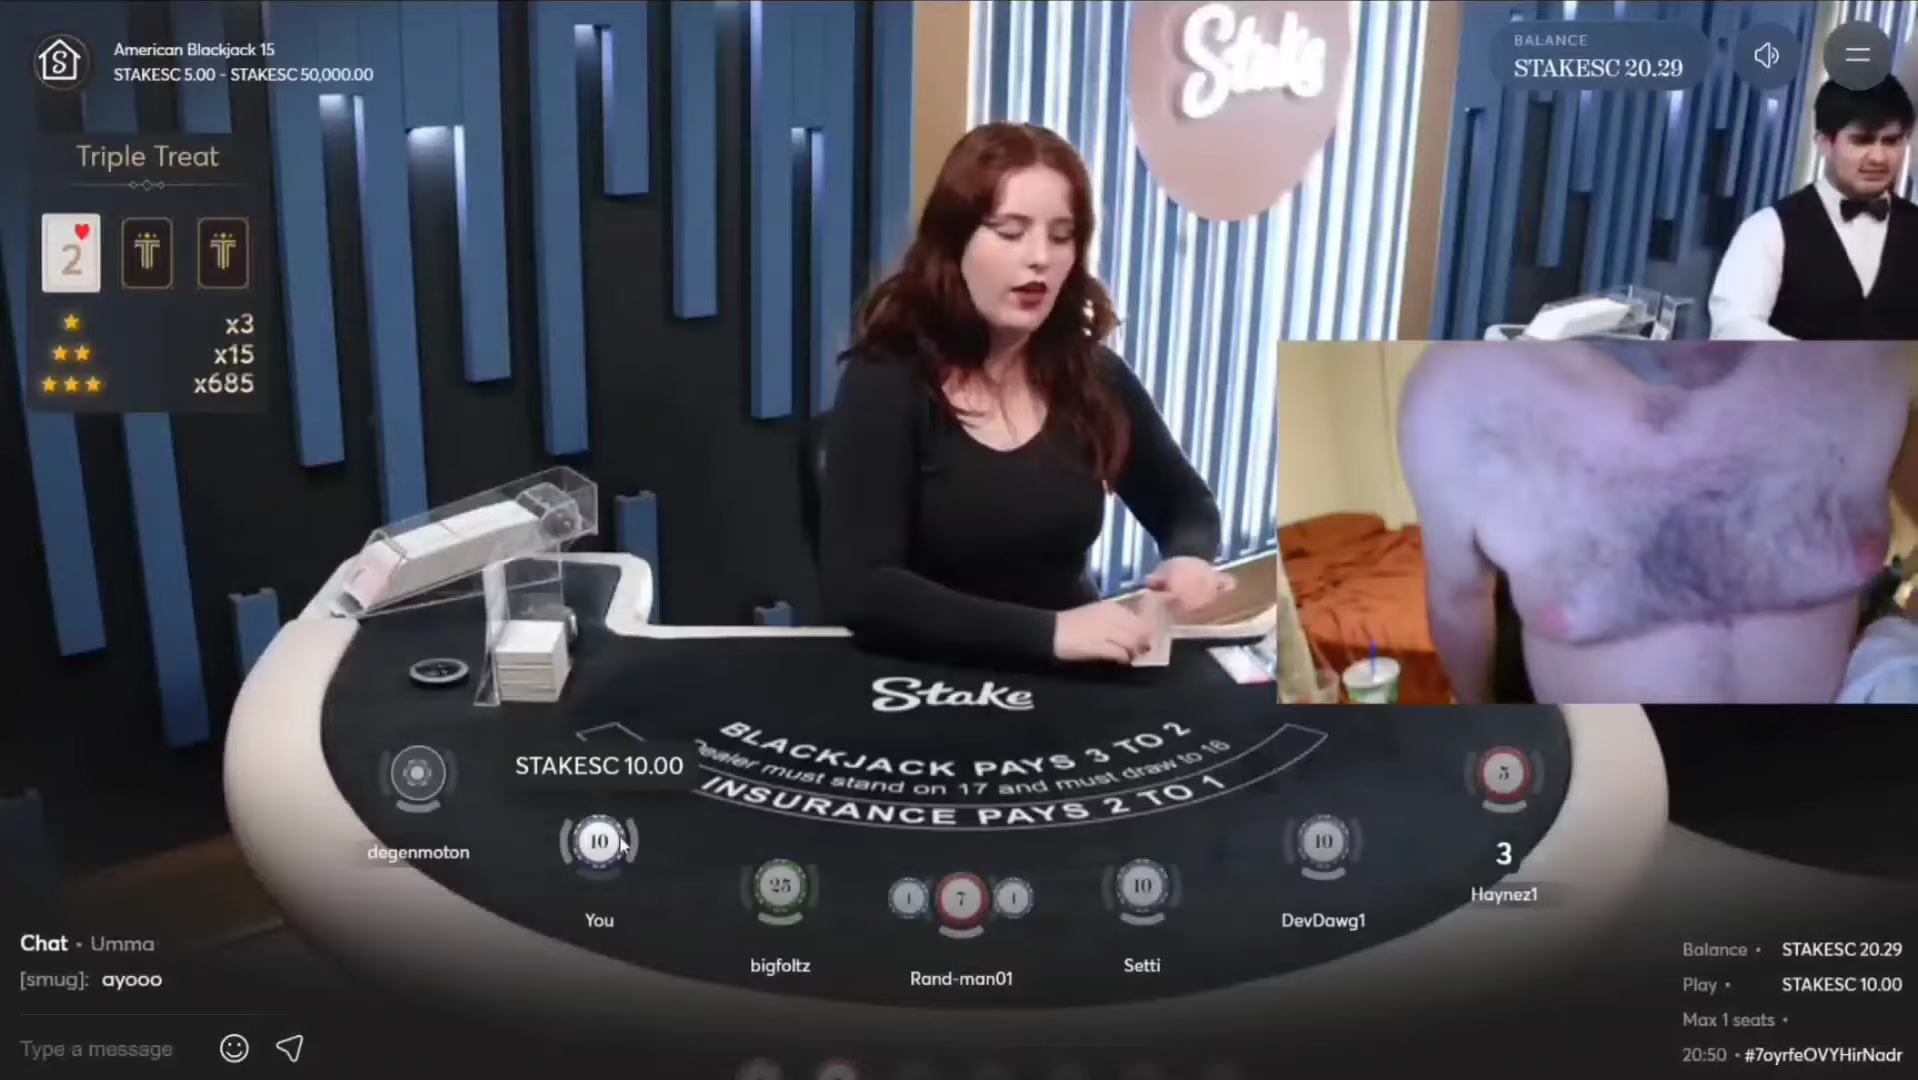 American Blackjack 15
STAKESC 5.00 - STAKESC 50,000.00
BALANCE
STAKESC 20.29
Stake
Triple Treat
2
x3
x15
x685
Stake
BLACKJACK PAYS 3 TO 2
Dealer must stand on 17 and must draw to 16
INSURANCE PAYS 2 TO 1
STAKESC 10.00
degenmoton
10
You
25
bigfoltz
1 7 1
Rand-man01
10
Setti
10
DevDawg1
5
3
Haynez1
Chat • Umma
[smug]: ayooo
Type a message
Balance • STAKESC 20.29
Play • STAKESC 10.00
Max 1 seats •
20:50 • #7oyrfeOVYHirNadr